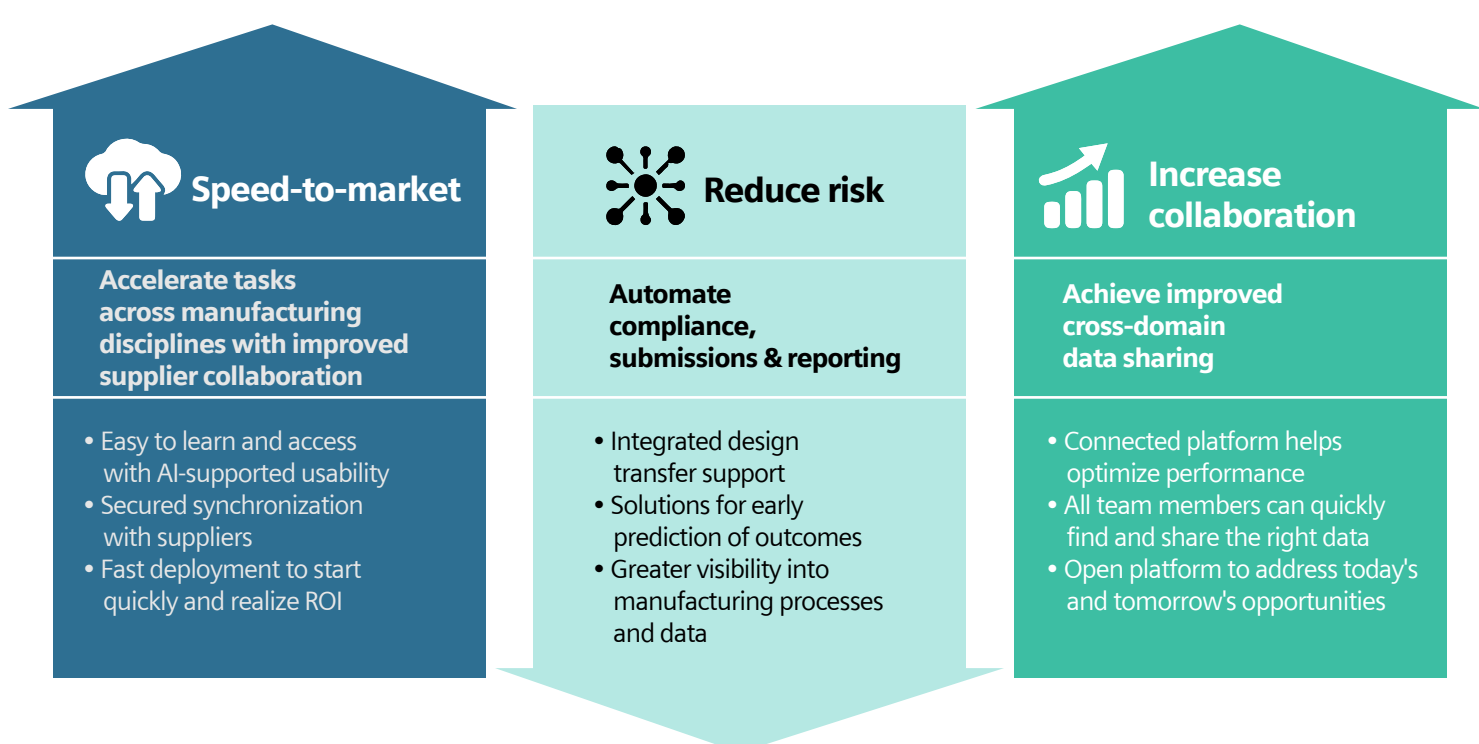 Speed-to-market
Accelerate tasks
across manufacturing
disciplines with improved
supplier collaboration
• Easy to learn and access
with AI-supported usability
• Secured synchronization
with suppliers
• Fast deployment to start
quickly and realize ROI
Reduce risk
Automate
compliance,
submissions & reporting
• Integrated design
transfer support
• Solutions for early
prediction of outcomes
• Greater visibility into
manufacturing processes
and data
Increase
collaboration
Achieve improved
cross-domain
data sharing
• Connected platform helps
optimize performance
• All team members can quickly
find and share the right data
• Open platform to address today's
and tomorrow's opportunities